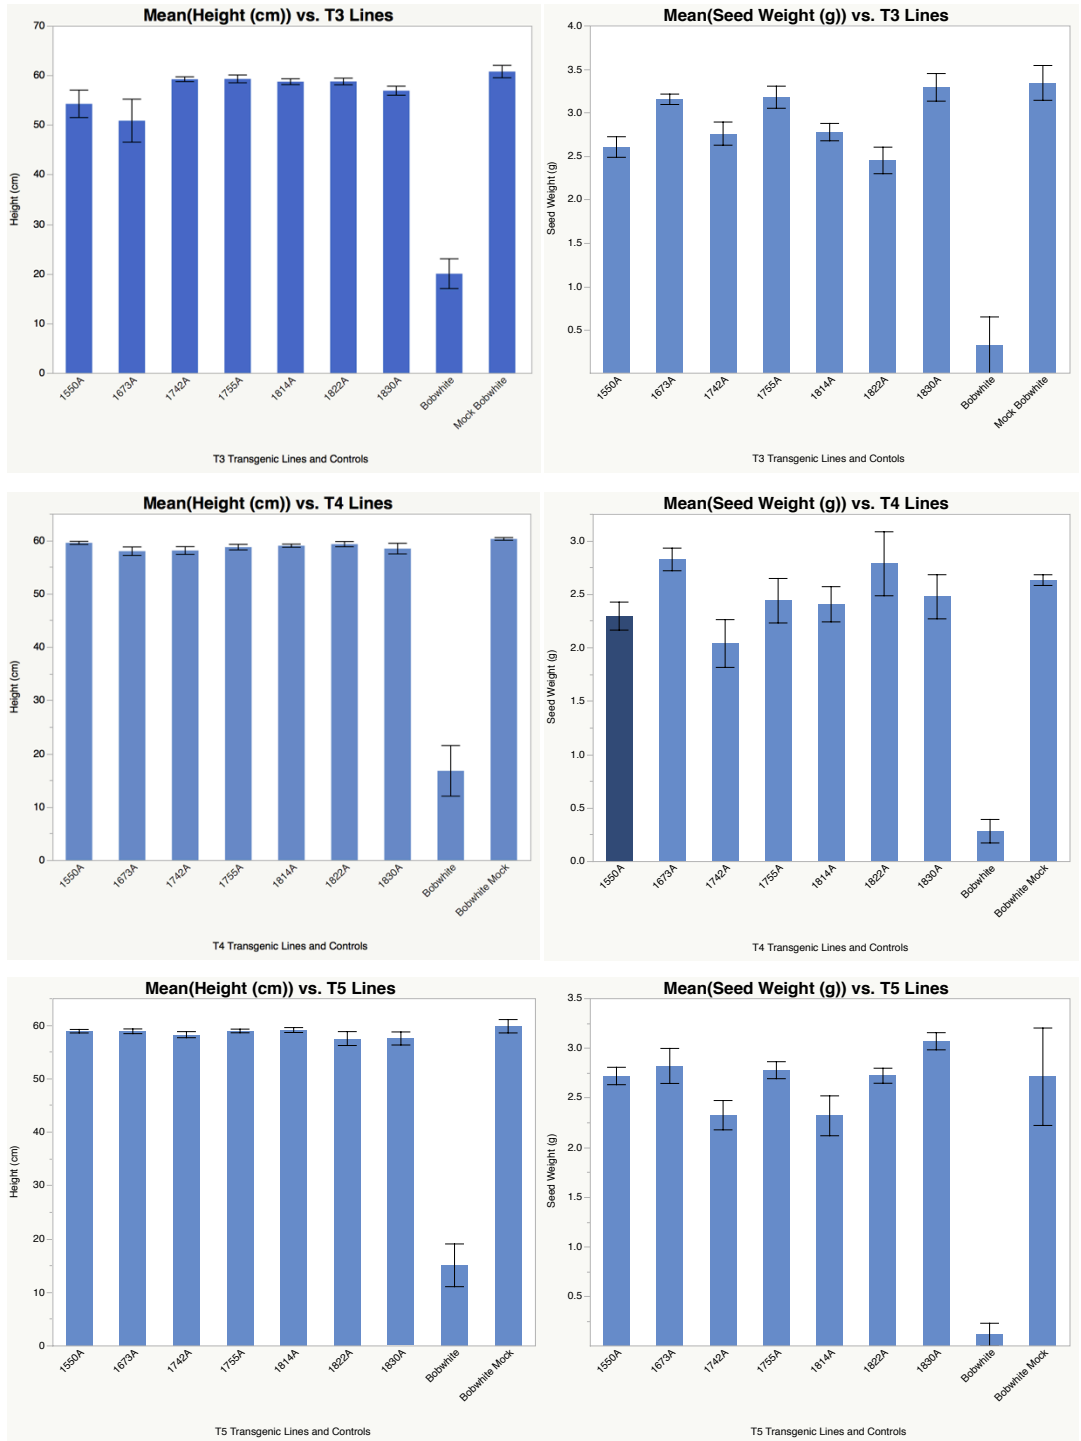 Mean(Height (cm)) vs. T3 Lines
70
60
50
40
30
20
10
0
Height (cm)
1550A
1673A
1742A
1755A
1814A
1822A
1830A
Bobwhite
Mock Bobwhite
T3 Transgenic Lines and Controls
Mean(Seed Weight (g)) vs. T3 Lines
4.0
3.5
3.0
2.5
2.0
1.5
1.0
0.5
Seed Weight (g)
1550A
1673A
1742A
1755A
1814A
1822A
1830A
Bobwhite
Mock Bobwhite
T3 Transgenic Lines and Contols
Mean(Height (cm)) vs. T4 Lines
60
50
40
30
20
10
0
Height (cm)
1550A
1673A
1742A
1755A
1814A
1822A
1830A
Bobwhite
Bobwhite Mock
T4 Transgenic Lines and Controls
Mean(Seed Weight (g)) vs. T4 Lines
3.0
2.5
2.0
1.5
1.0
0.5
0.0
Seed Weight (g)
1550A
1673A
1742A
1755A
1814A
1822A
1830A
Bobwhite
Bobwhite Mock
T4 Transgenic Lines and Controls
Mean(Height (cm)) vs. T5 Lines
60
50
40
30
20
10
0
Height (cm)
1550A
1673A
1742A
1755A
1814A
1822A
1830A
Bobwhite
Bobwhite Mock
T5 Transgenic Lines and Controls
Mean(Seed Weight (g)) vs. T5 Lines
3.5
3.0
2.5
2.0
1.5
1.0
0.5
Seed Weight (g)
1550A
1673A
1742A
1755A
1814A
1822A
1830A
Bobwhite
Bobwhite Mock
T5 Transgenic Lines and Controls